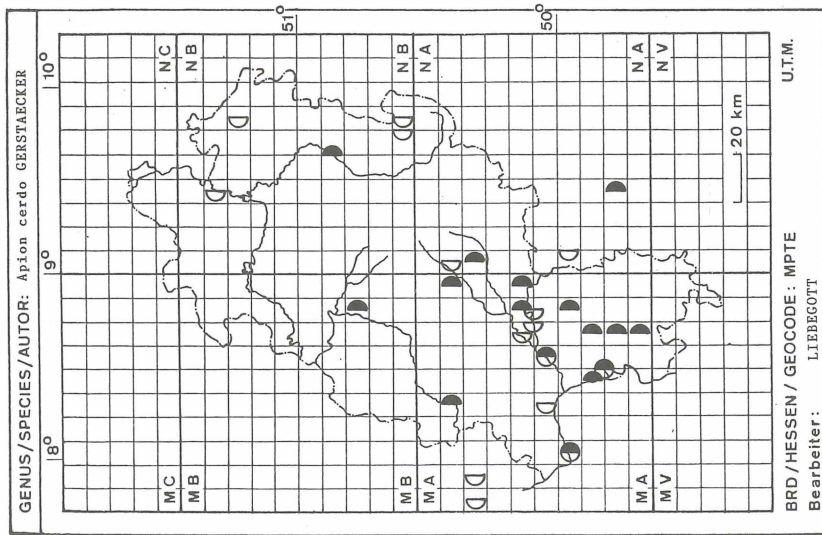 GENUS/SPECIES/AUTOR: Apion cerdo GERSTAECKER
8° 9° 10°
MC NC
MB NB
51
MB NB
MA NA
50
MA NA
MV NV
20 km
BRD/HESSEN/GEOCODE: MPTE U.T.M.
Bearbeiter: LIEBEGOTT